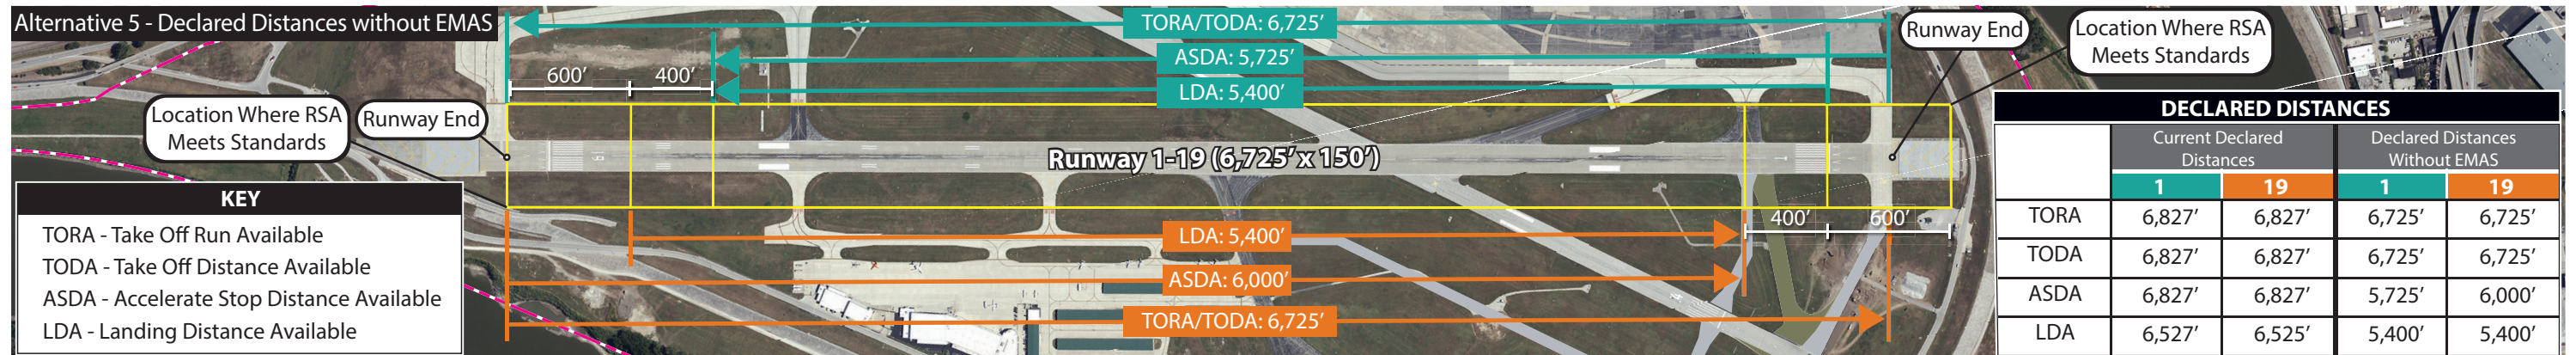 Alternative 5 - Declared Distances without EMAS
TORA/TODA: 6,725'
ASDA: 5,725'
LDA: 5,400'
600'
400'
Runway End
Location Where RSA
Meets Standards
Location Where RSA
Meets Standards
Runway End
Runway 1-19 (6,725' x 150')
19
1
400'
600'
LDA: 5,400'
ASDA: 6,000'
TORA/TODA: 6,725'
KEY
TORA - Take Off Run Available
TODA - Take Off Distance Available
ASDA - Accelerate Stop Distance Available
LDA - Landing Distance Available
DECLARED DISTANCES
Current Declared
Distances
Declared Distances
Without EMAS
1 19 1 19
TORA 6,827' 6,827' 6,725' 6,725'
TODA 6,827' 6,827' 6,725' 6,725'
ASDA 6,827' 6,827' 5,725' 6,000'
LDA 6,527' 6,525' 5,400' 5,400'